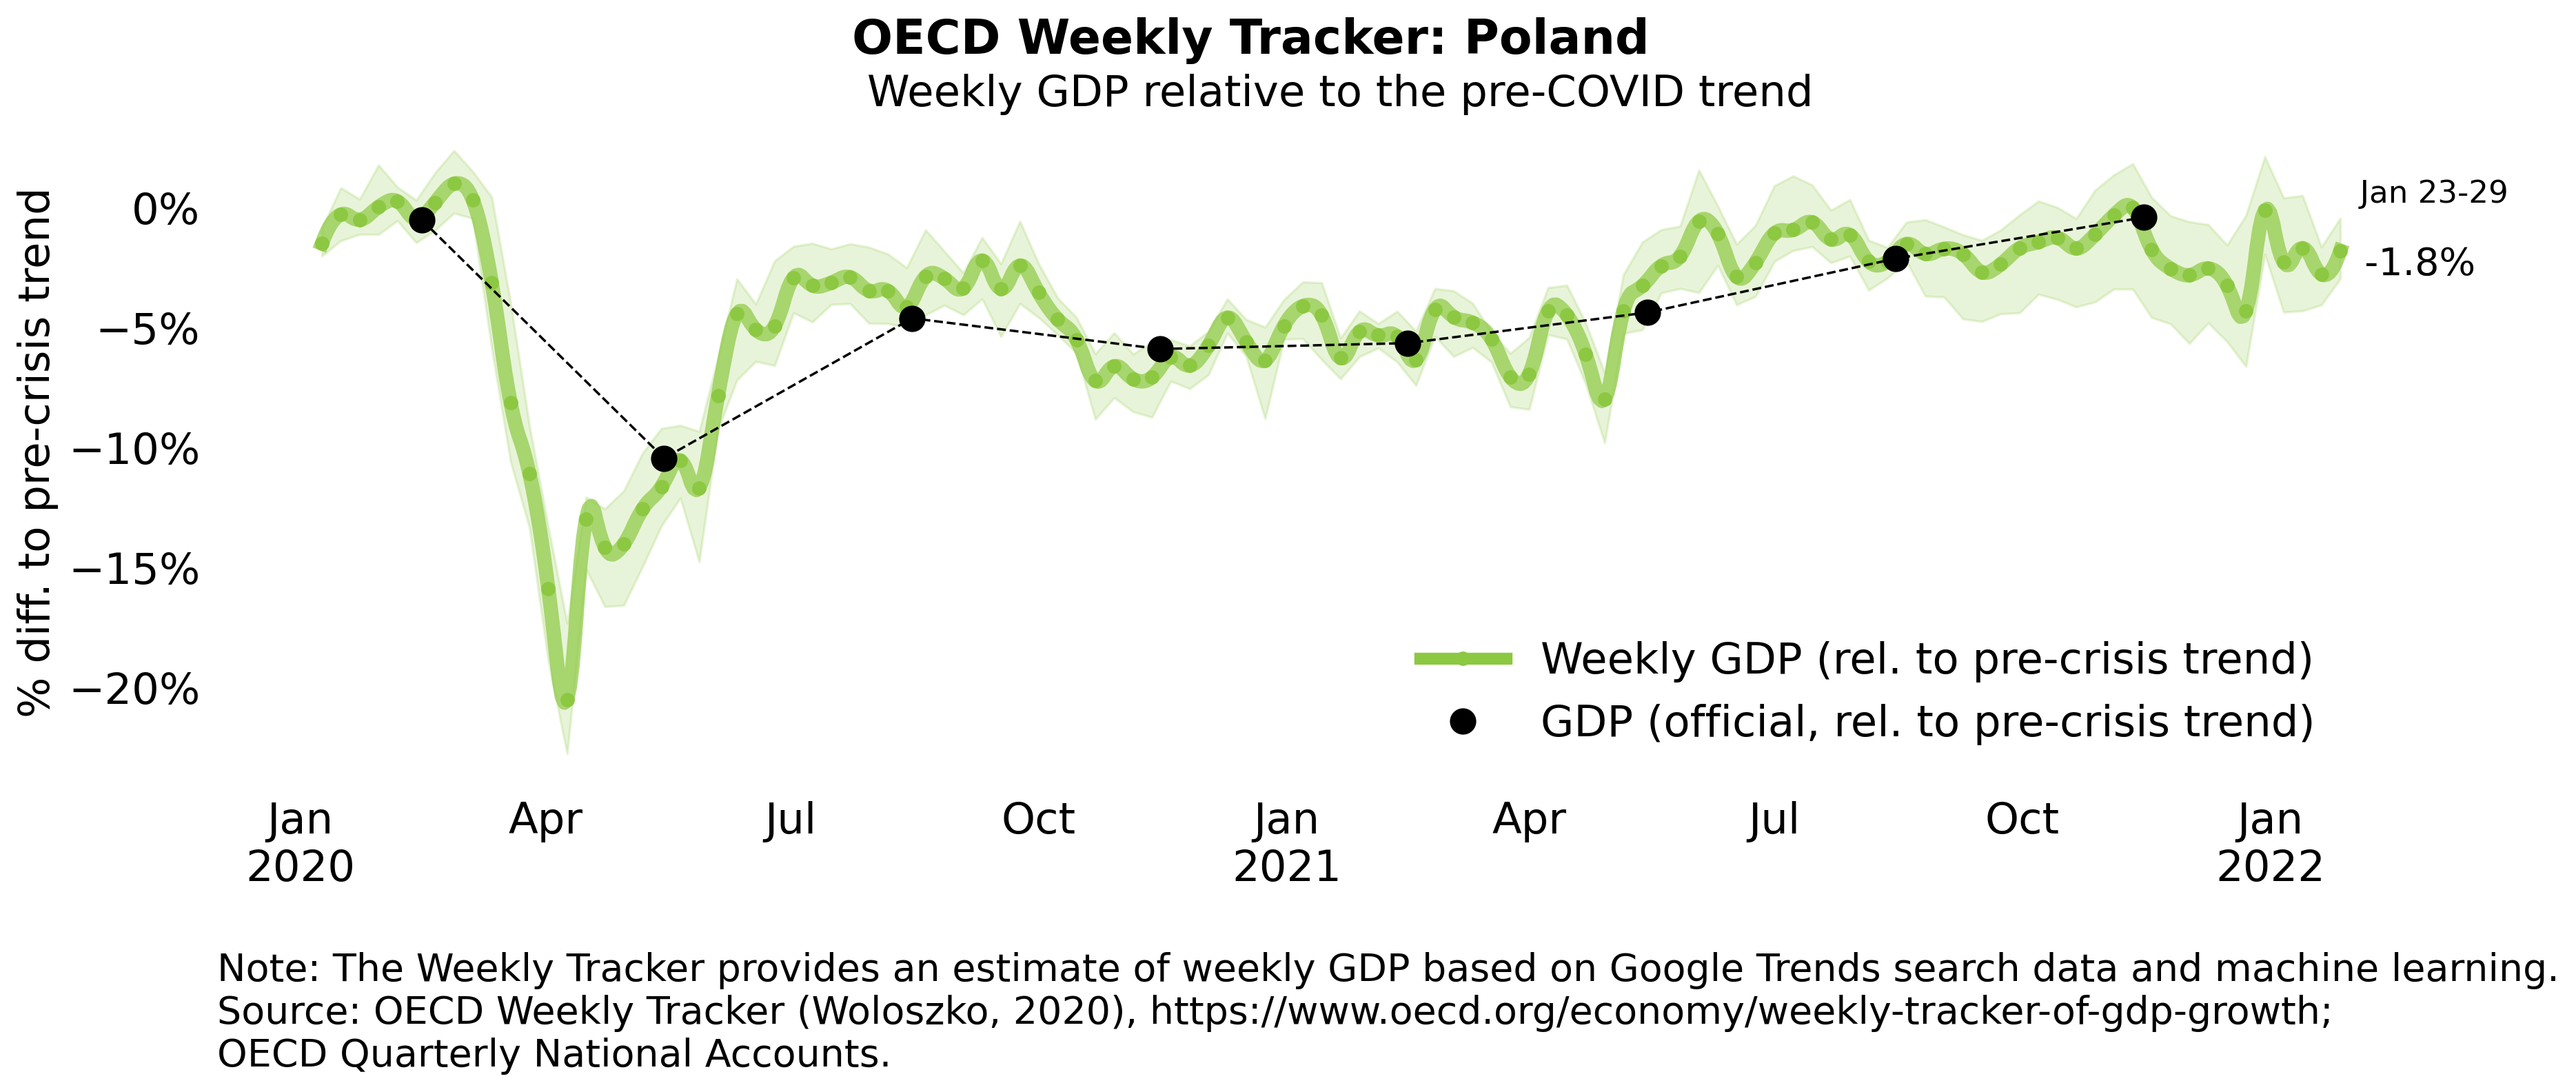 OECD Weekly Tracker: Poland
Weekly GDP relative to the pre-COVID trend
% diff. to pre-crisis trend
0%
−5%
−10%
−15%
−20%
Jan 23-29
-1.8%
Weekly GDP (rel. to pre-crisis trend)
GDP (official, rel. to pre-crisis trend)
Jan Apr Jul Oct Jan Apr Jul Oct Jan
2020 2021 2022
Note: The Weekly Tracker provides an estimate of weekly GDP based on Google Trends search data and machine learning.
Source: OECD Weekly Tracker (Woloszko, 2020), https://www.oecd.org/economy/weekly-tracker-of-gdp-growth;
OECD Quarterly National Accounts.